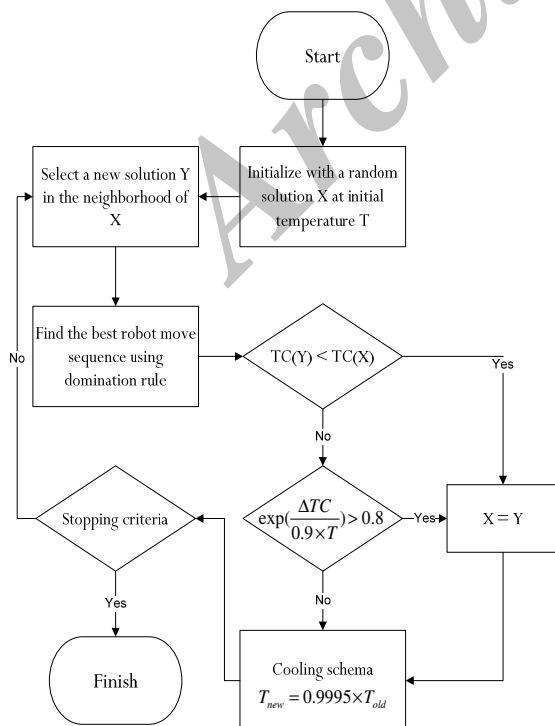 Start
Initialize with a random
solution X at initial
temperature T
Select a new solution Y
in the neighborhood of
X
Find the best robot move
sequence using
domination rule
TC(Y) < TC(X)
Yes
No
exp(ΔTC/0.9×T) > 0.8
Yes
X = Y
No
Cooling schema
T_new = 0.9995×T_old
Stopping criteria
No
Yes
Finish